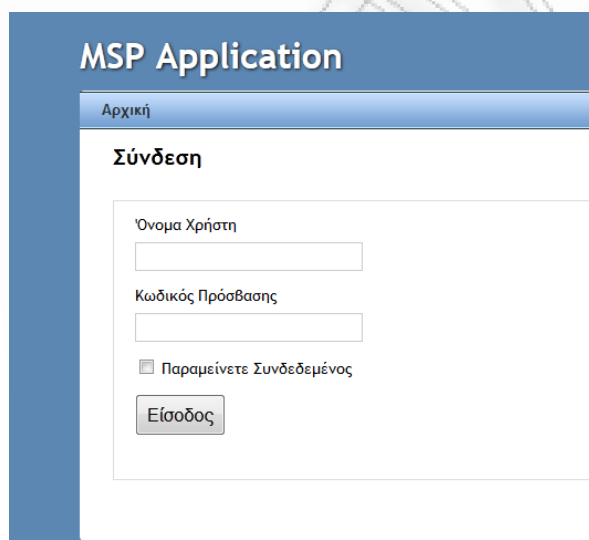 MSP Application
Αρχική
Σύνδεση
Όνομα Χρήστη
Κωδικός Πρόσβασης
Παραμείνετε Συνδεδεμένος
Είσοδος